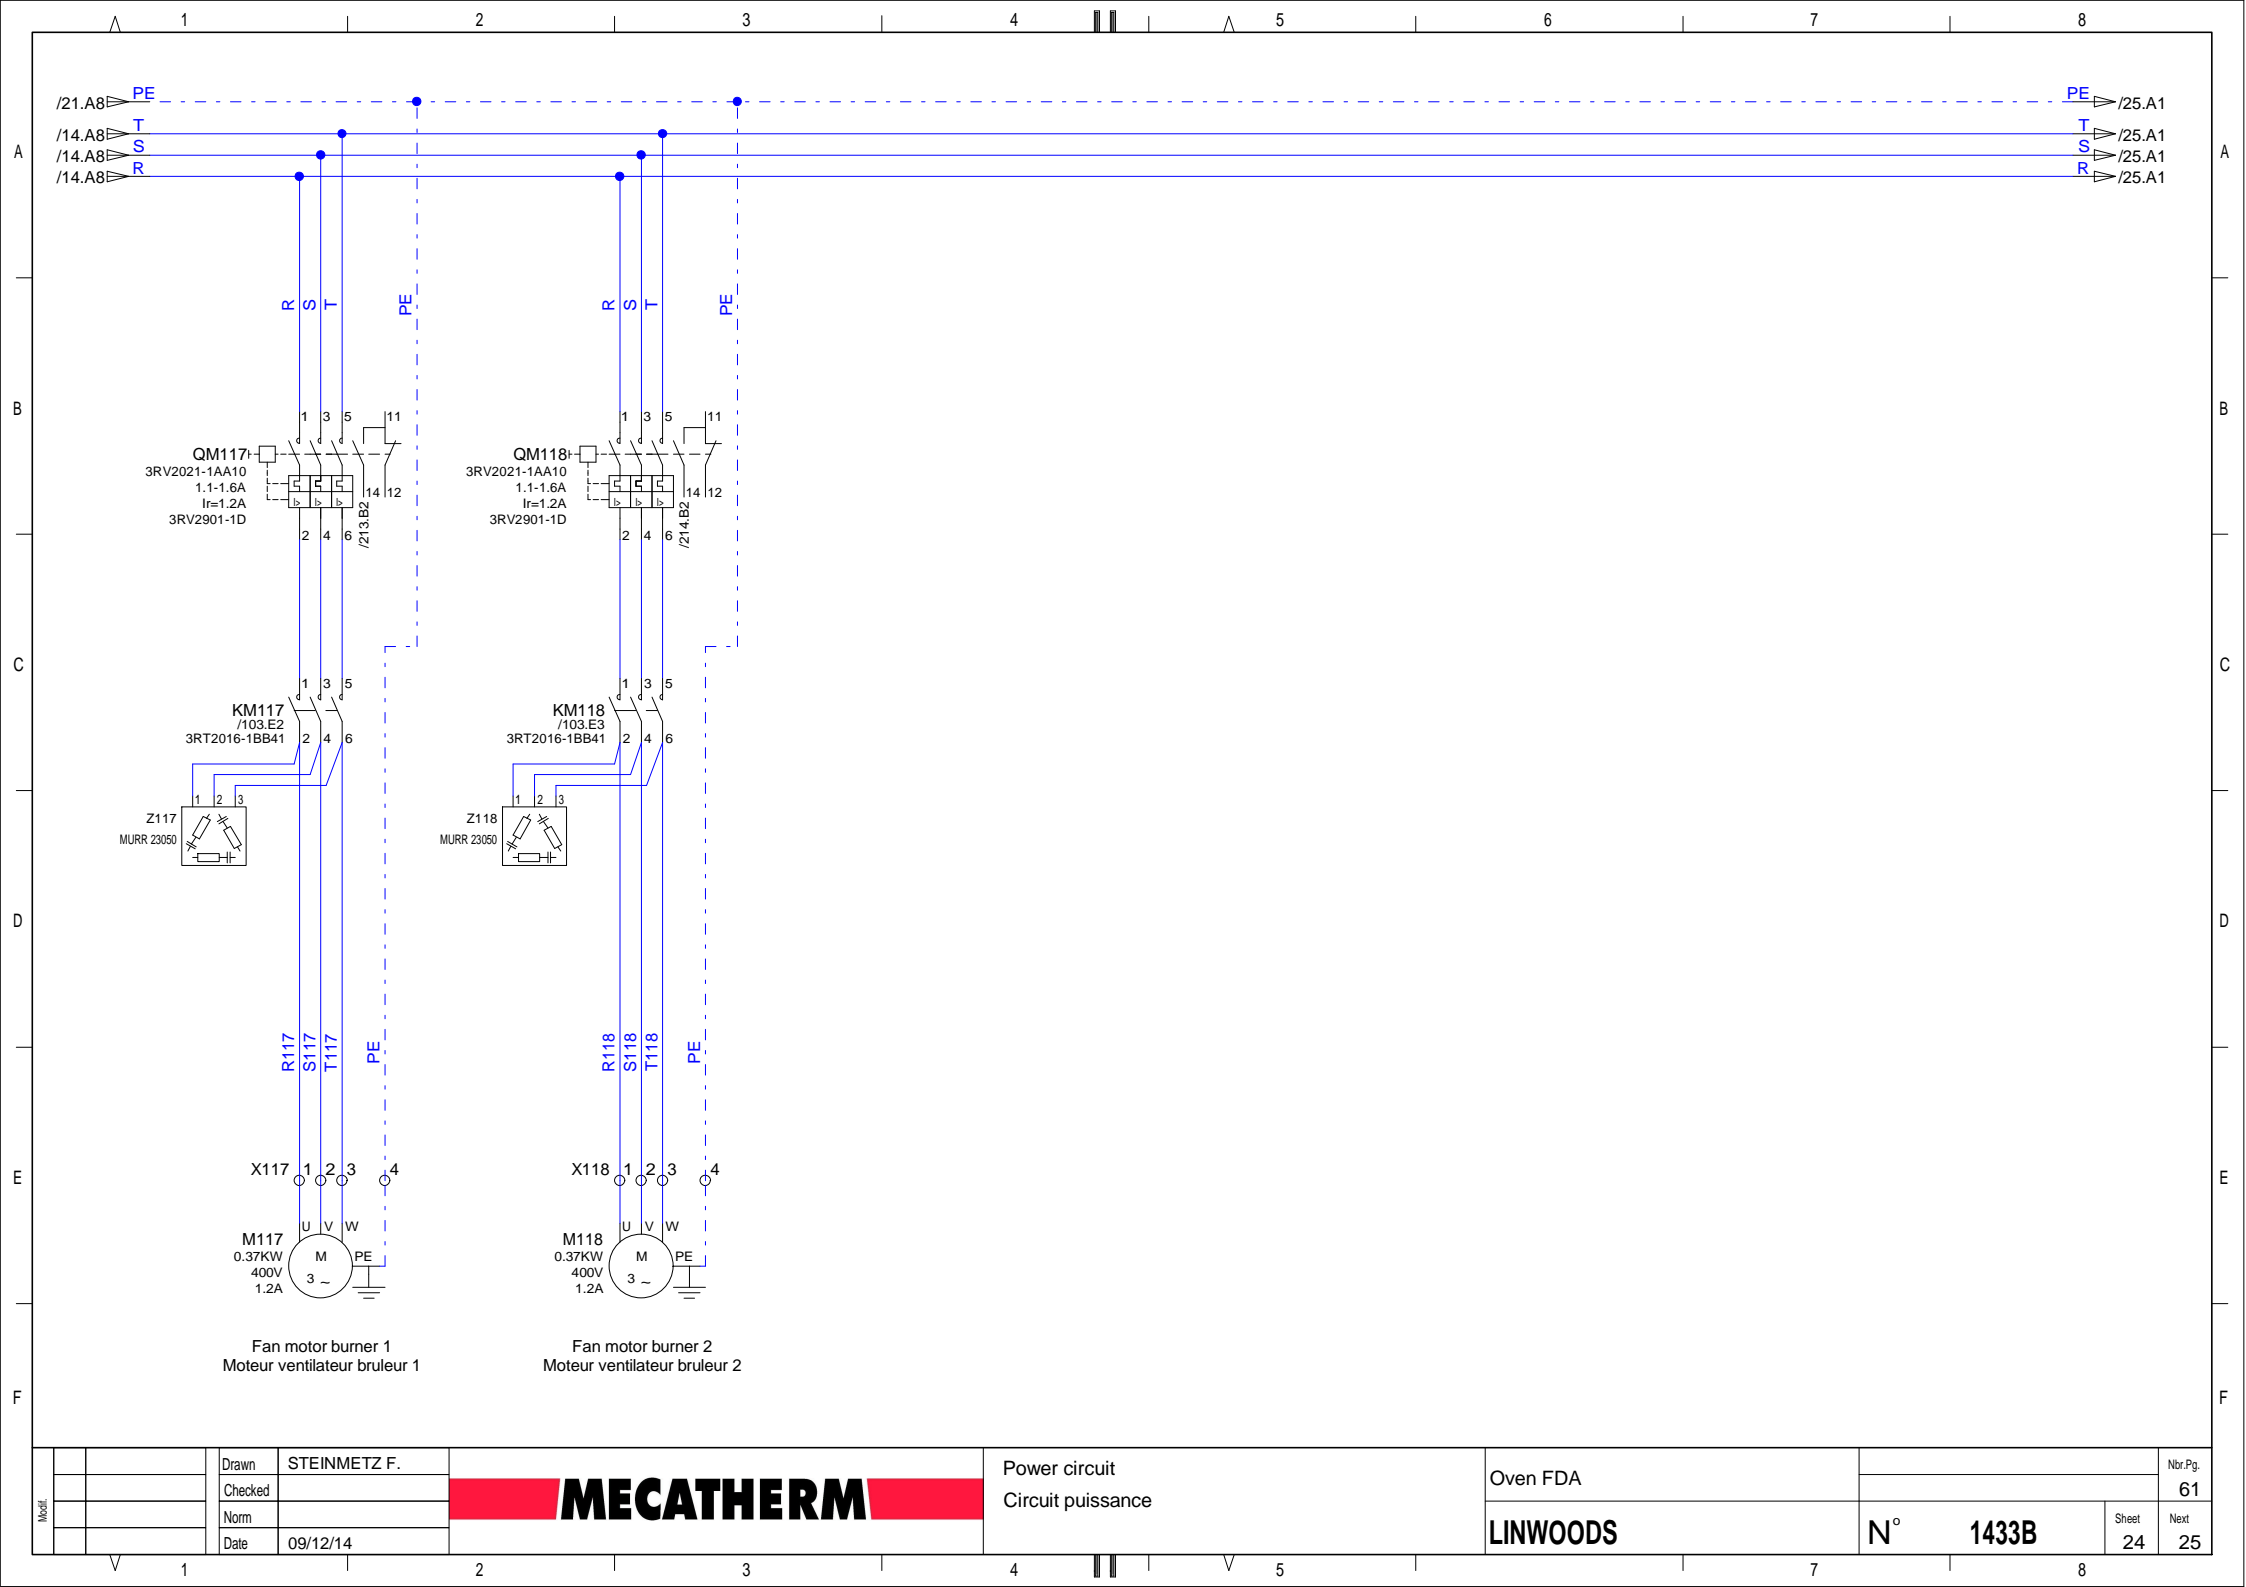 1 2 3 4 5 6 7 8
/21.A8 PE PE /25.A1
/14.A8 T T /25.A1
A /14.A8 S S /25.A1 A
/14.A8 R R /25.A1
R S T PE R S T PE
B B
1 3 5 11 1 3 5 11
QM117 QM118
3RV2021-1AA10 3RV2021-1AA10
1.1-1.6A 1.1-1.6A
14 12 14 12
Ir=1.2A Ir=1.2A
3RV2901-1D 3RV2901-1D
I> I> I> I> I> I>
/213.B2 /214.B2
2 4 6 2 4 6
C C
1 3 5 1 3 5
KM117 KM118
/103.E2 /103.E3
3RT2016-1BB41 2 4 6 3RT2016-1BB41 2 4 6
1 2 3 1 2 3
Z117 Z118
MURR 23050 MURR 23050
D D
R117 S117 T117 PE R118 S118 T118 PE
E X117 1 2 3 4 X118 1 2 3 4 E
U V W U V W
M117 M118
0.37KW M PE 0.37KW M PE
400V 3 ~ 400V 3 ~
1.2A 1.2A
Fan motor burner 1 Fan motor burner 2
Moteur ventilateur bruleur 1 Moteur ventilateur bruleur 2
F F
Modif.
Drawn STEINMETZ F.
Checked
Norm
Date 09/12/14
MECATHERM
Power circuit
Circuit puissance
Oven FDA
LINWOODS
N° 1433B
Nbr.Pg.
61
Sheet Next
24 25
1 2 3 4 5 6 7 8